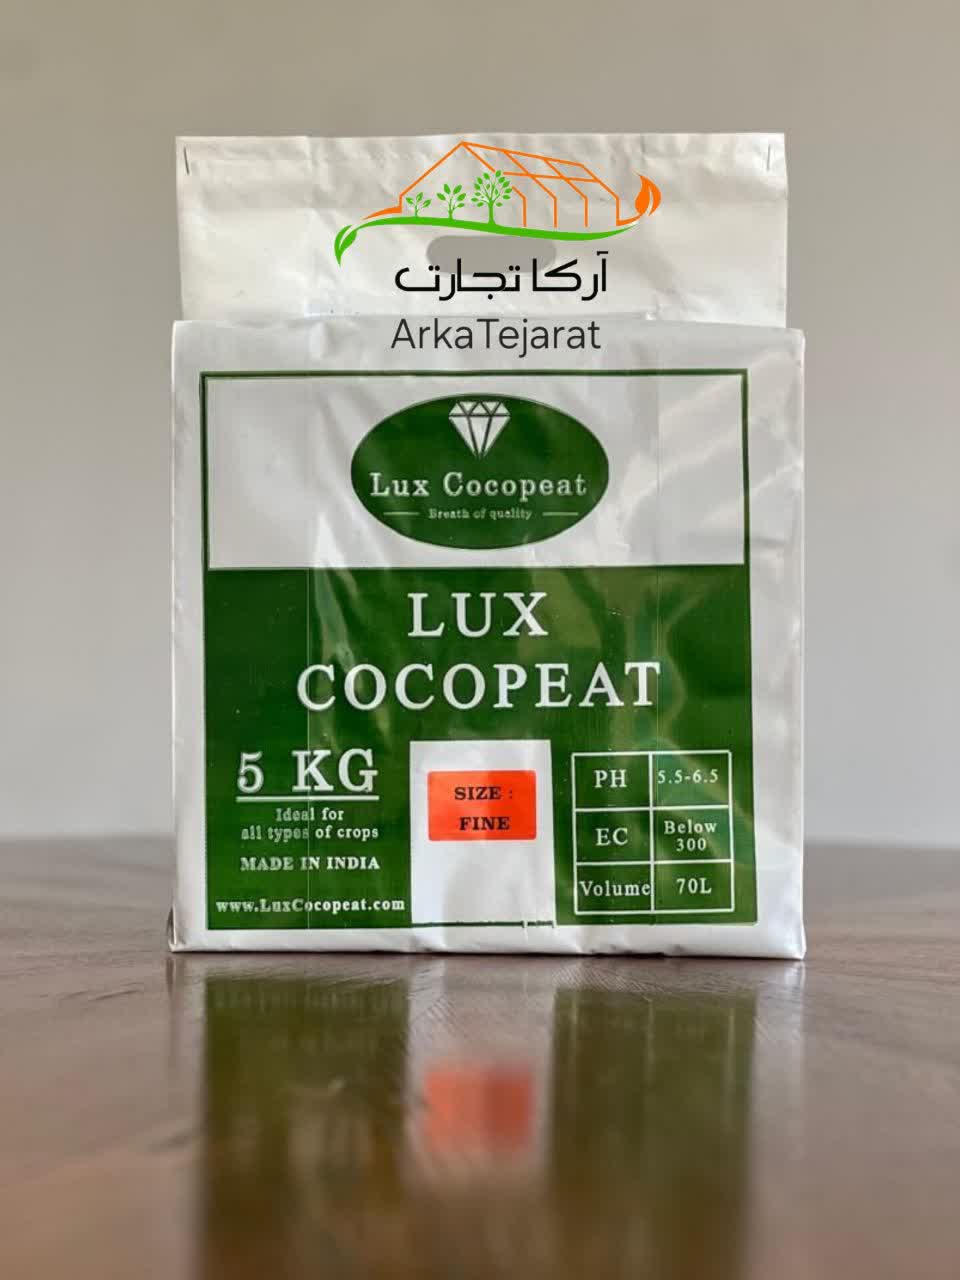 آرکا تجارت
ArkaTejarat
Lux Cocopeat
Breath of quality
LUX
COCOPEAT
5 KG
Ideal for
all types of crops
MADE IN INDIA
www.LuxCocopeat.com
SIZE :
FINE
PH 5.5-6.5
EC Below 300
Volume 70L